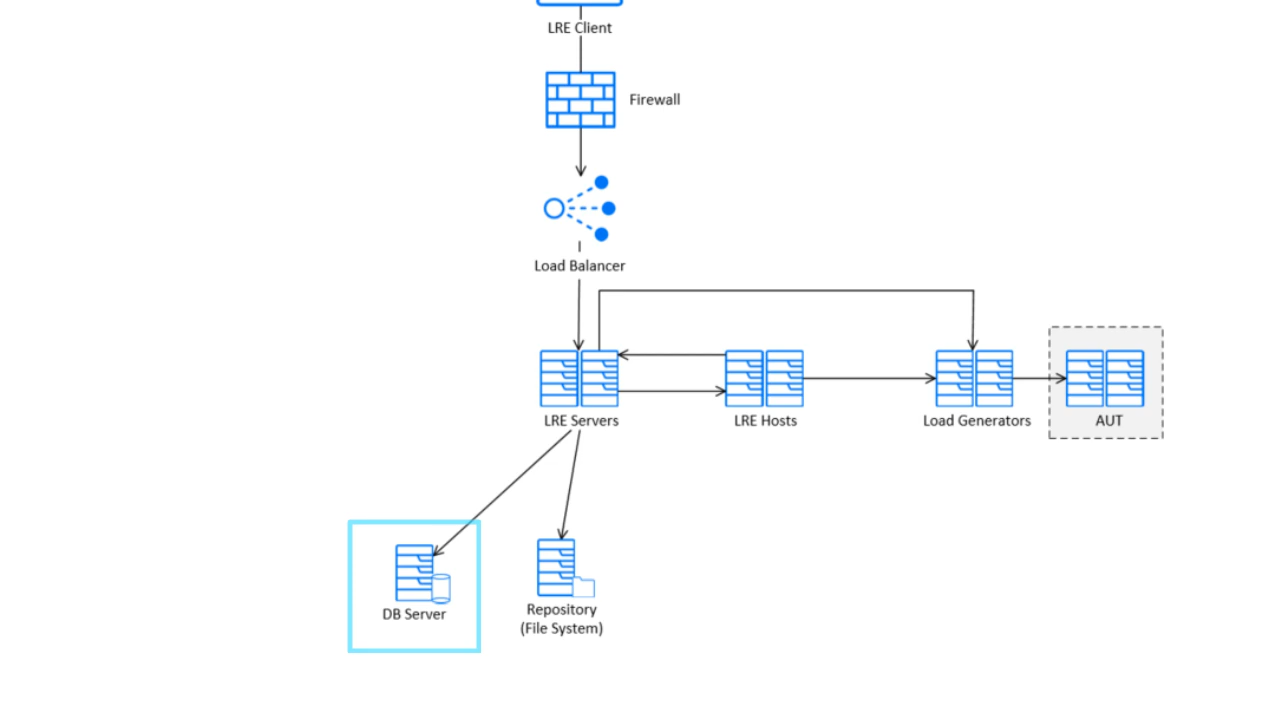 LRE Client
Firewall
Load Balancer
LRE Servers
LRE Hosts
Load Generators
AUT
DB Server
Repository
(File System)